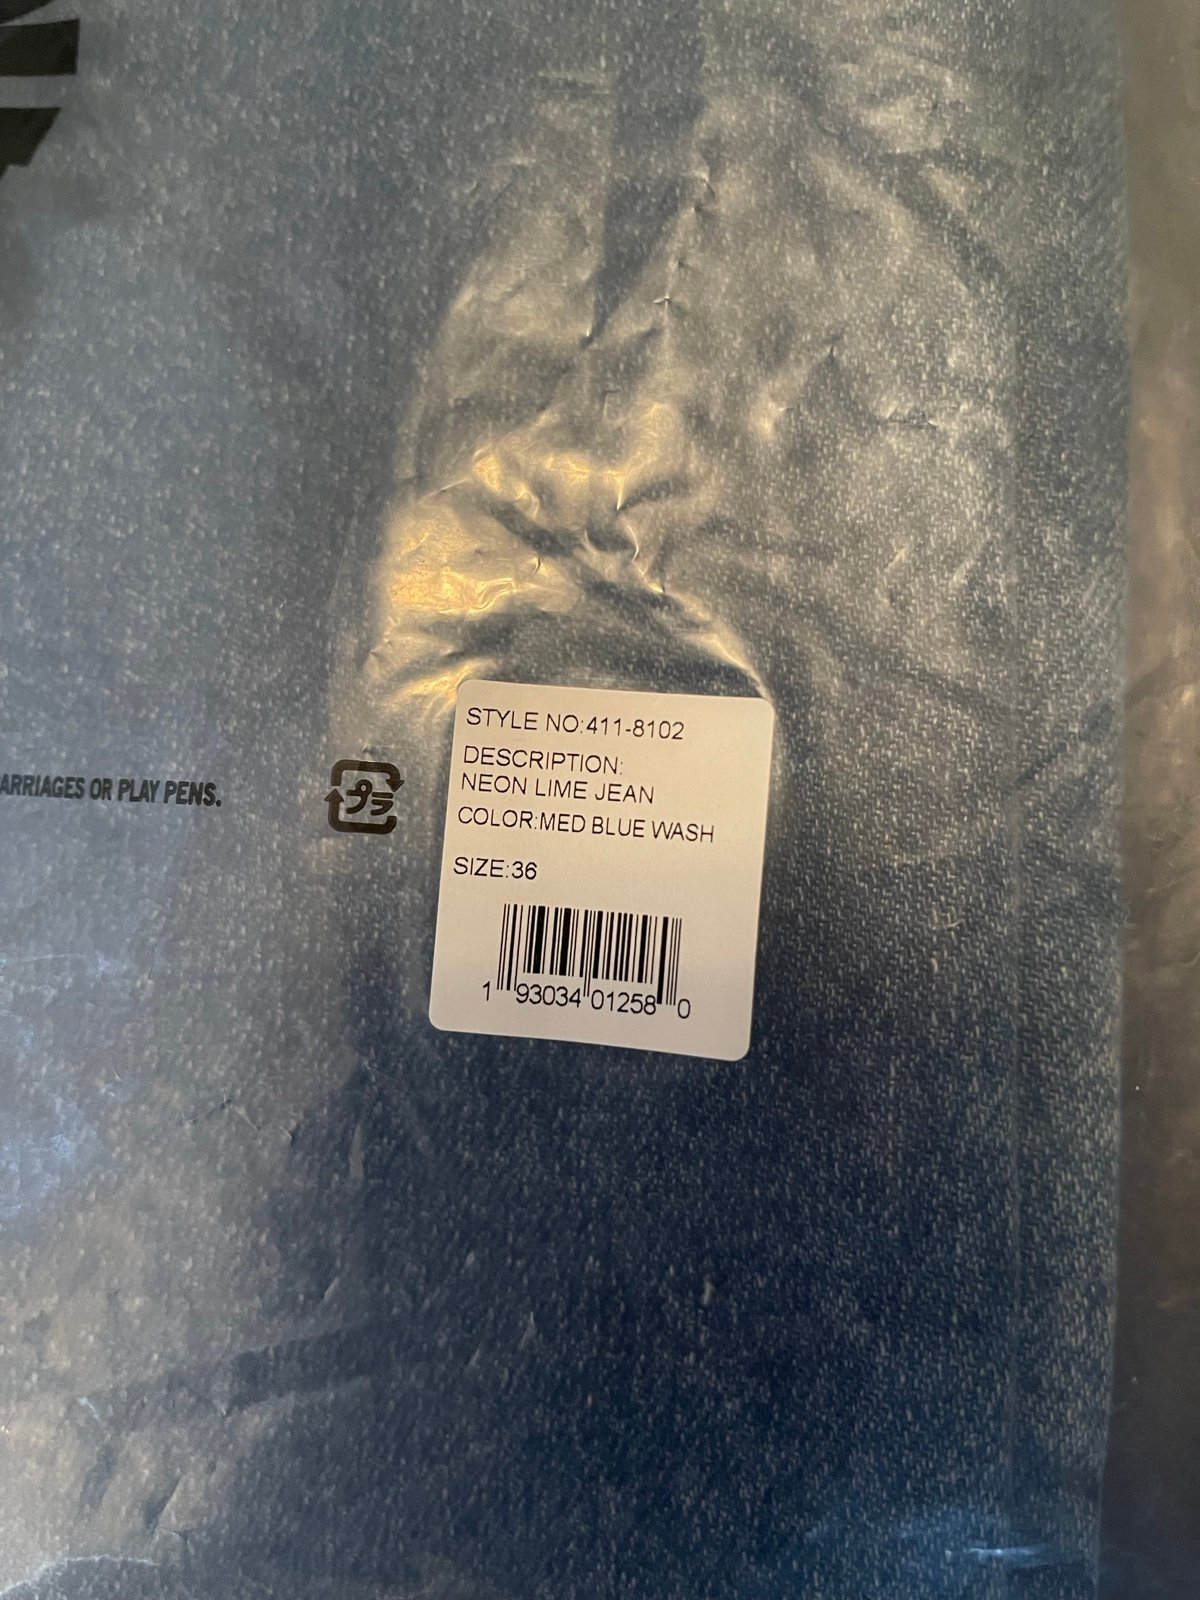 ARRIAGES OR PLAY PENS.
プラ
STYLE NO:411-8102
DESCRIPTION:
NEON LIME JEAN
COLOR:MED BLUE WASH
SIZE:36
1 93034 01258 0